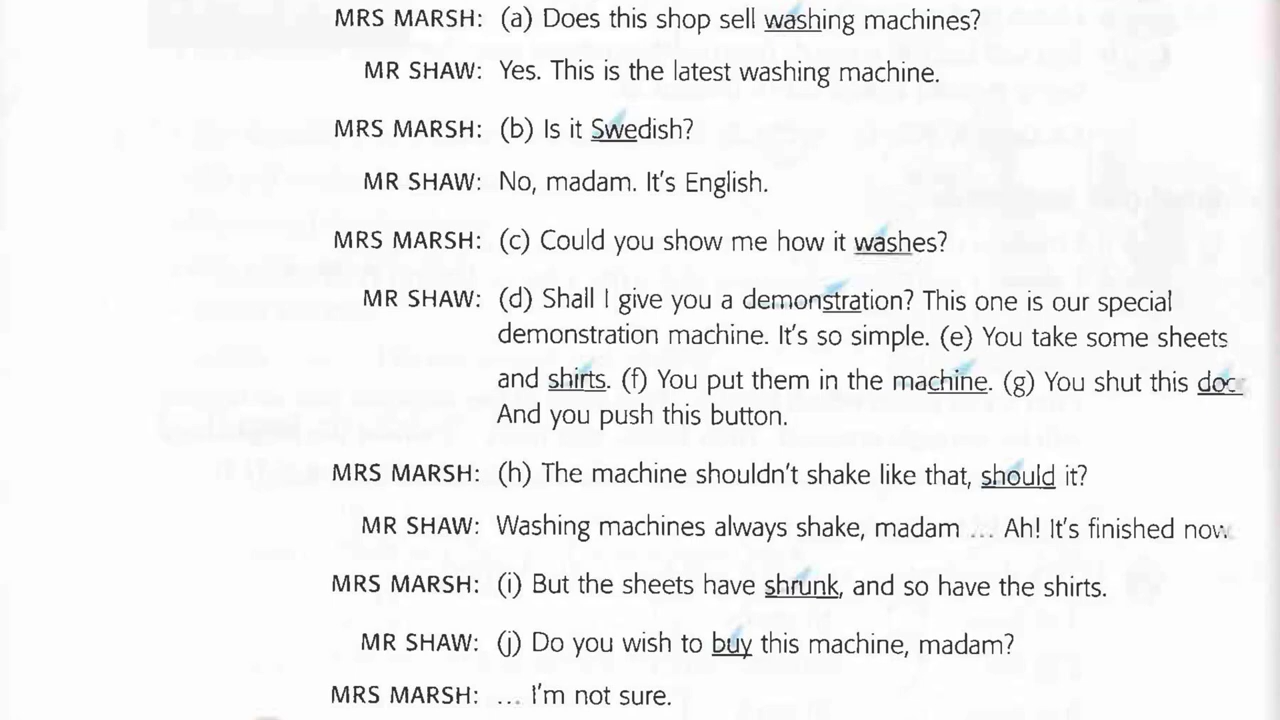 MRS MARSH: (a) Does this shop sell washing machines?
MR SHAW: Yes. This is the latest washing machine.
MRS MARSH: (b) Is it Swedish?
MR SHAW: No, madam. It's English.
MRS MARSH: (c) Could you show me how it washes?
MR SHAW: (d) Shall I give you a demonstration? This one is our special
demonstration machine. It's so simple. (e) You take some sheets
and shirts. (f) You put them in the machine. (g) You shut this
And you push this button.
MRS MARSH: (h) The machine shouldn't shake like that, should it?
MR SHAW: Washing machines always shake, madam ... Ah! It's finished now
MRS MARSH: (i) But the sheets have shrunk, and so have the shirts.
MR SHAW: (j) Do you wish to buy this machine, madam?
MRS MARSH: ... I'm not sure.